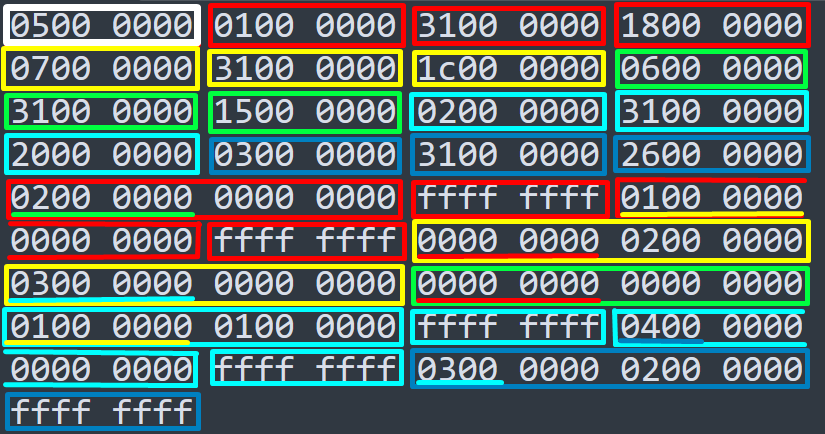 0500 0000 0100 0000 3100 0000 1800 0000
0700 0000 3100 0000 1c00 0000 0600 0000
3100 0000 1500 0000 0200 0000 3100 0000
2000 0000 0300 0000 3100 0000 2600 0000
0200 0000 0000 0000 ffff ffff 0100 0000
0000 0000 ffff ffff 0000 0000 0200 0000
0300 0000 0000 0000 0000 0000 0000 0000
0100 0000 0100 0000 ffff ffff 0400 0000
0000 0000 ffff ffff 0300 0000 0200 0000
ffff ffff